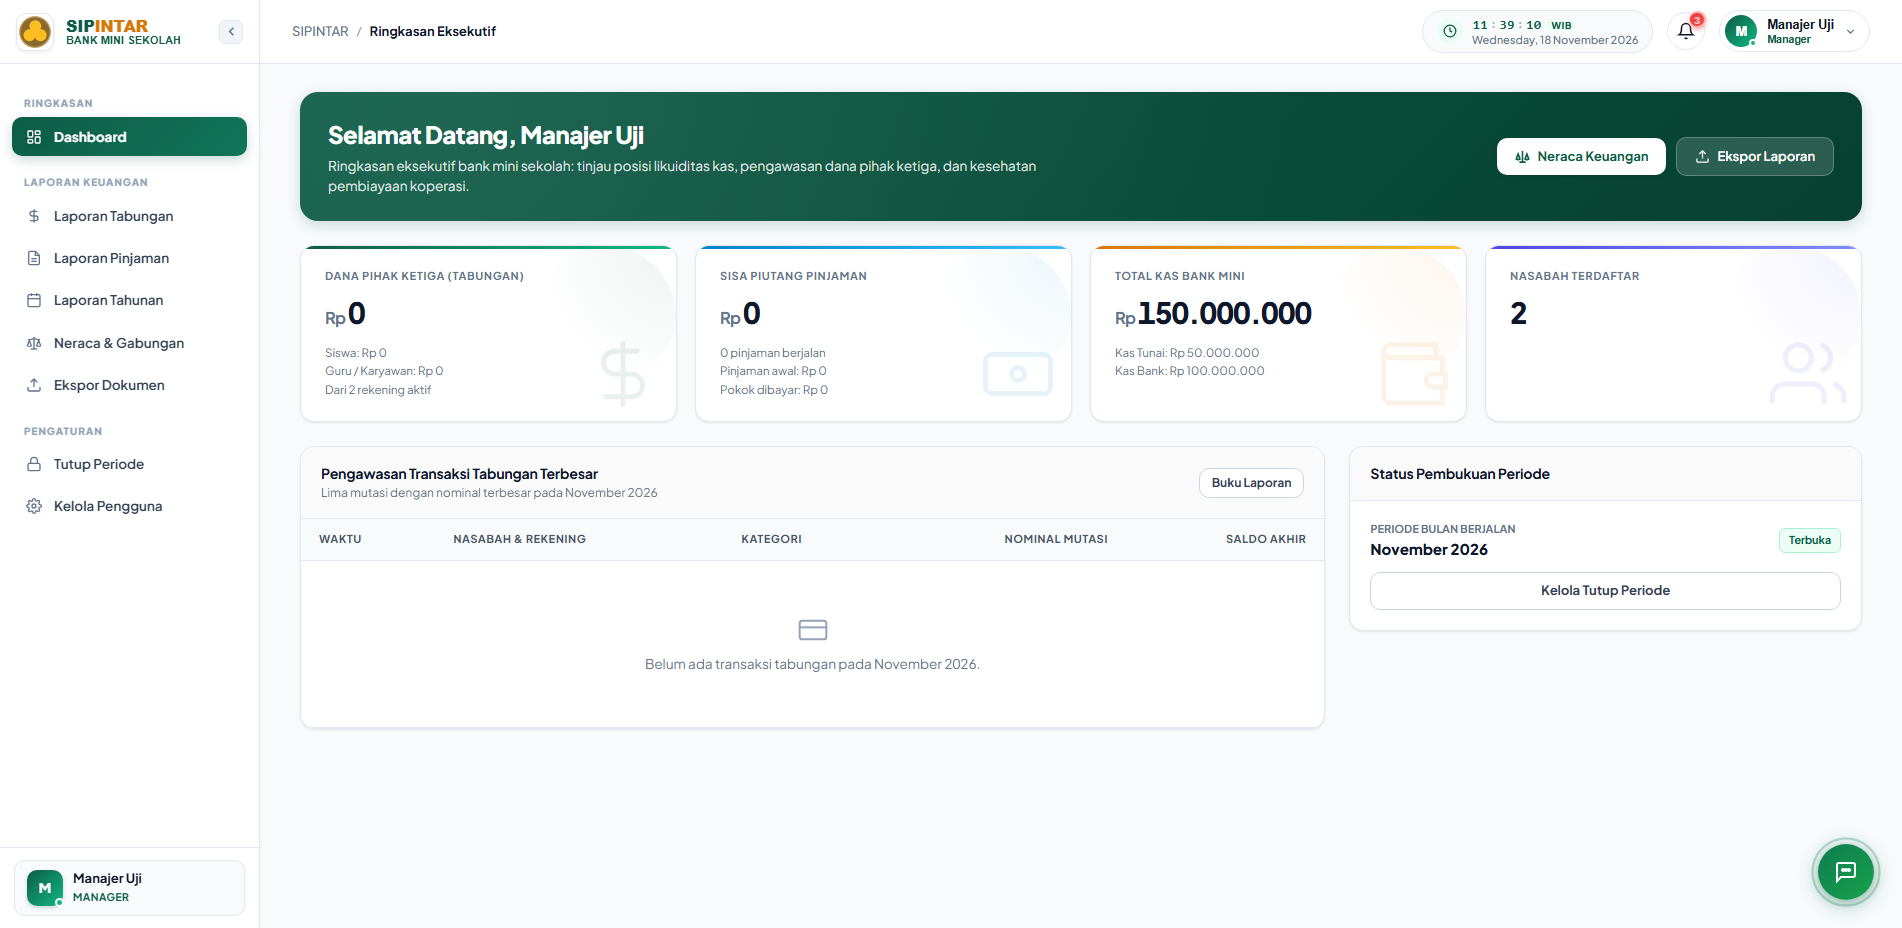 SIPINTAR
BANK MINI SEKOLAH
SIPINTAR / Ringkasan Eksekutif
11 : 39 : 10 WIB
Wednesday, 18 November 2026
3
M
Manajer Uji
Manager
RINGKASAN
Dashboard
LAPORAN KEUANGAN
Laporan Tabungan
Laporan Pinjaman
Laporan Tahunan
Neraca & Gabungan
Ekspor Dokumen
PENGATURAN
Tutup Periode
Kelola Pengguna
M
Manajer Uji
MANAGER
Selamat Datang, Manajer Uji
Ringkasan eksekutif bank mini sekolah: tinjau posisi likuiditas kas, pengawasan dana pihak ketiga, dan kesehatan
pembiayaan koperasi.
Neraca Keuangan
Ekspor Laporan
DANA PIHAK KETIGA (TABUNGAN)
Rp 0
Siswa: Rp 0
Guru / Karyawan: Rp 0
Dari 2 rekening aktif
SISA PIUTANG PINJAMAN
Rp 0
0 pinjaman berjalan
Pinjaman awal: Rp 0
Pokok dibayar: Rp 0
TOTAL KAS BANK MINI
Rp 150.000.000
Kas Tunai: Rp 50.000.000
Kas Bank: Rp 100.000.000
NASABAH TERDAFTAR
2
Pengawasan Transaksi Tabungan Terbesar
Lima mutasi dengan nominal terbesar pada November 2026
Buku Laporan
WAKTU NASABAH & REKENING KATEGORI NOMINAL MUTASI SALDO AKHIR
Belum ada transaksi tabungan pada November 2026.
Status Pembukuan Periode
PERIODE BULAN BERJALAN
November 2026
Terbuka
Kelola Tutup Periode